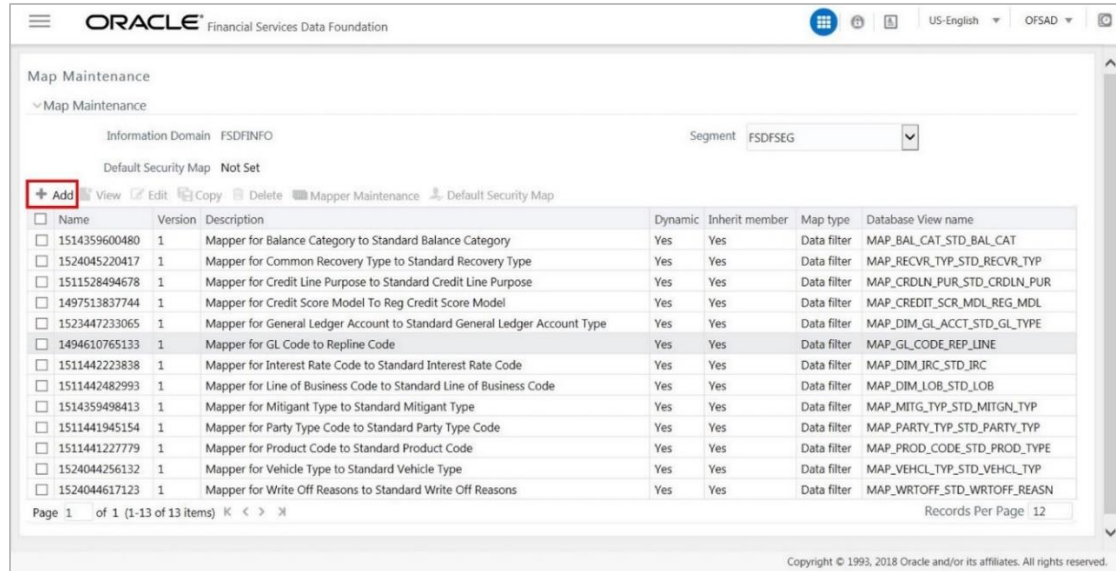 ORACLE® Financial Services Data Foundation US-English OFSAD
Map Maintenance
Map Maintenance
Information Domain FSDFINFO Segment FSDFSEG
Default Security Map Not Set
Add View Edit Copy Delete Mapper Maintenance Default Security Map
Name Version Description Dynamic Inherit member Map type Database View name
1514359600480 1 Mapper for Balance Category to Standard Balance Category Yes Yes Data filter MAP_BAL_CAT_STD_BAL_CAT
1524045220417 1 Mapper for Common Recovery Type to Standard Recovery Type Yes Yes Data filter MAP_RECVR_TYP_STD_RECVR_TYP
1511528494678 1 Mapper for Credit Line Purpose to Standard Credit Line Purpose Yes Yes Data filter MAP_CRDLN_PUR_STD_CRDLN_PUR
1497513837744 1 Mapper for Credit Score Model To Reg Credit Score Model Yes Yes Data filter MAP_CREDIT_SCR_MDL_REG_MDL
1523447233065 1 Mapper for General Ledger Account to Standard General Ledger Account Type Yes Yes Data filter MAP_DIM_GL_ACCT_STD_GL_TYPE
1494610765133 1 Mapper for GL Code to Repline Code Yes Yes Data filter MAP_GL_CODE_REP_LINE
1511442223838 1 Mapper for Interest Rate Code to Standard Interest Rate Code Yes Yes Data filter MAP_DIM_IRC_STD_IRC
1511442482993 1 Mapper for Line of Business Code to Standard Line of Business Code Yes Yes Data filter MAP_DIM_LOB_STD_LOB
1514359498413 1 Mapper for Mitigant Type to Standard Mitigant Type Yes Yes Data filter MAP_MITG_TYP_STD_MITGN_TYP
1511441945154 1 Mapper for Party Type Code to Standard Party Type Code Yes Yes Data filter MAP_PARTY_TYP_STD_PARTY_TYP
1511441227779 1 Mapper for Product Code to Standard Product Code Yes Yes Data filter MAP_PROD_CODE_STD_PROD_TYPE
1524044256132 1 Mapper for Vehicle Type to Standard Vehicle Type Yes Yes Data filter MAP_VEHCL_TYP_STD_VEHCL_TYP
1524044617123 1 Mapper for Write Off Reasons to Standard Write Off Reasons Yes Yes Data filter MAP_WRTOFF_STD_WRTOFF_REASN
Page 1 of 1 (1-13 of 13 items) Records Per Page 12
Copyright © 1993, 2018 Oracle and/or its affiliates. All rights reserved.